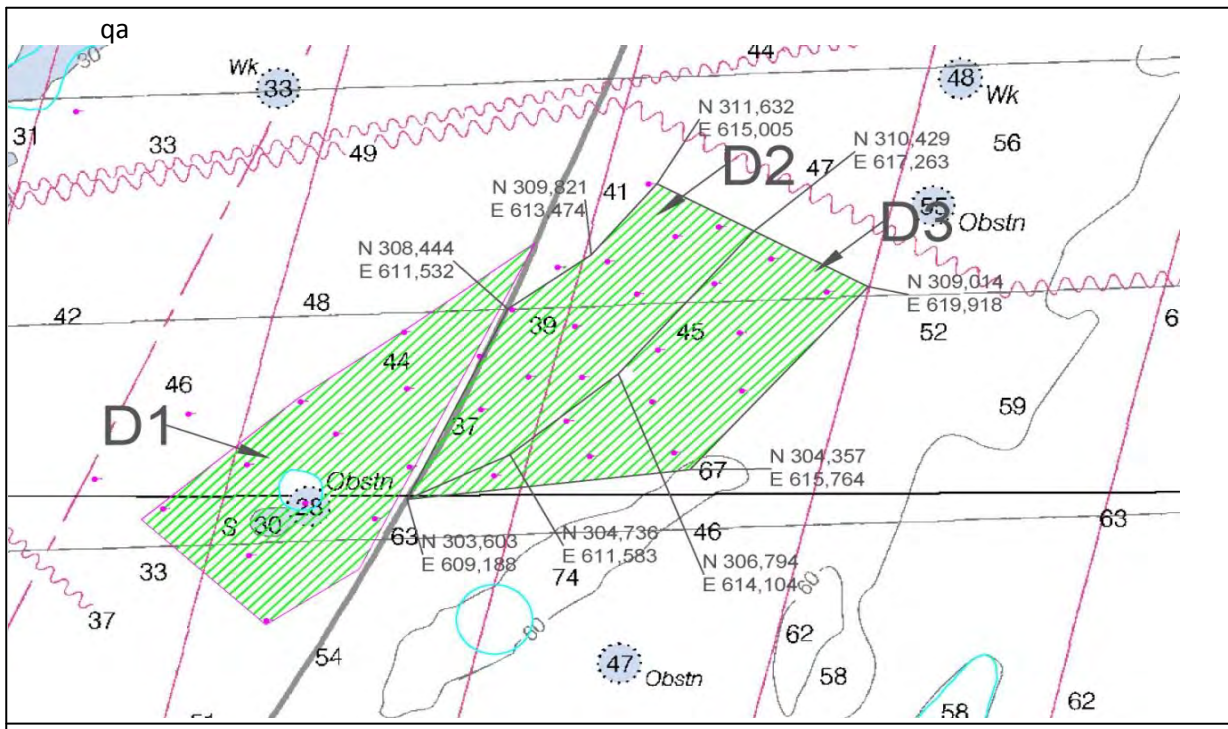 qa
30
44
Wk
33
48
Wk
N 311,632
E 615,005
31
33
49
N 310,429
E 617,263
56
47
D2
N 309,821
E 613,474
41
55
Obstn
D3
N 308,444
E 611,532
N 309,014
E 619,918
48
42
39
45
52
6
44
46
59
D1
37
Obstn
28
67
N 304,357
E 615,764
S
30
63
N 303,603
E 609,188
N 304,736
E 611,583
46
63
N 306,794
E 614,104
33
74
60
37
60
62
54
47
Obstn
58
62
58